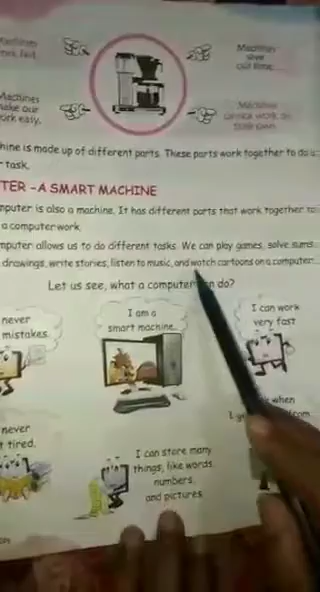 Machines
save
our time.
Machines
make our
work easy.
Machines
cannot work on
their own.
hine is made up of different parts. These parts work together to do a
task.
TER - A SMART MACHINE
mputer is also a machine. It has different parts that work together to
a computer work.
mputer allows us to do different tasks. We can play games, solve sums,
drawings, write stories, listen to music, and watch cartoons on a computer.
Let us see, what a computer can do?
never
mistakes.
I am a
smart machine.
I can work
very fast
when
never
t tired.
I can store many
things, like words,
numbers,
and pictures